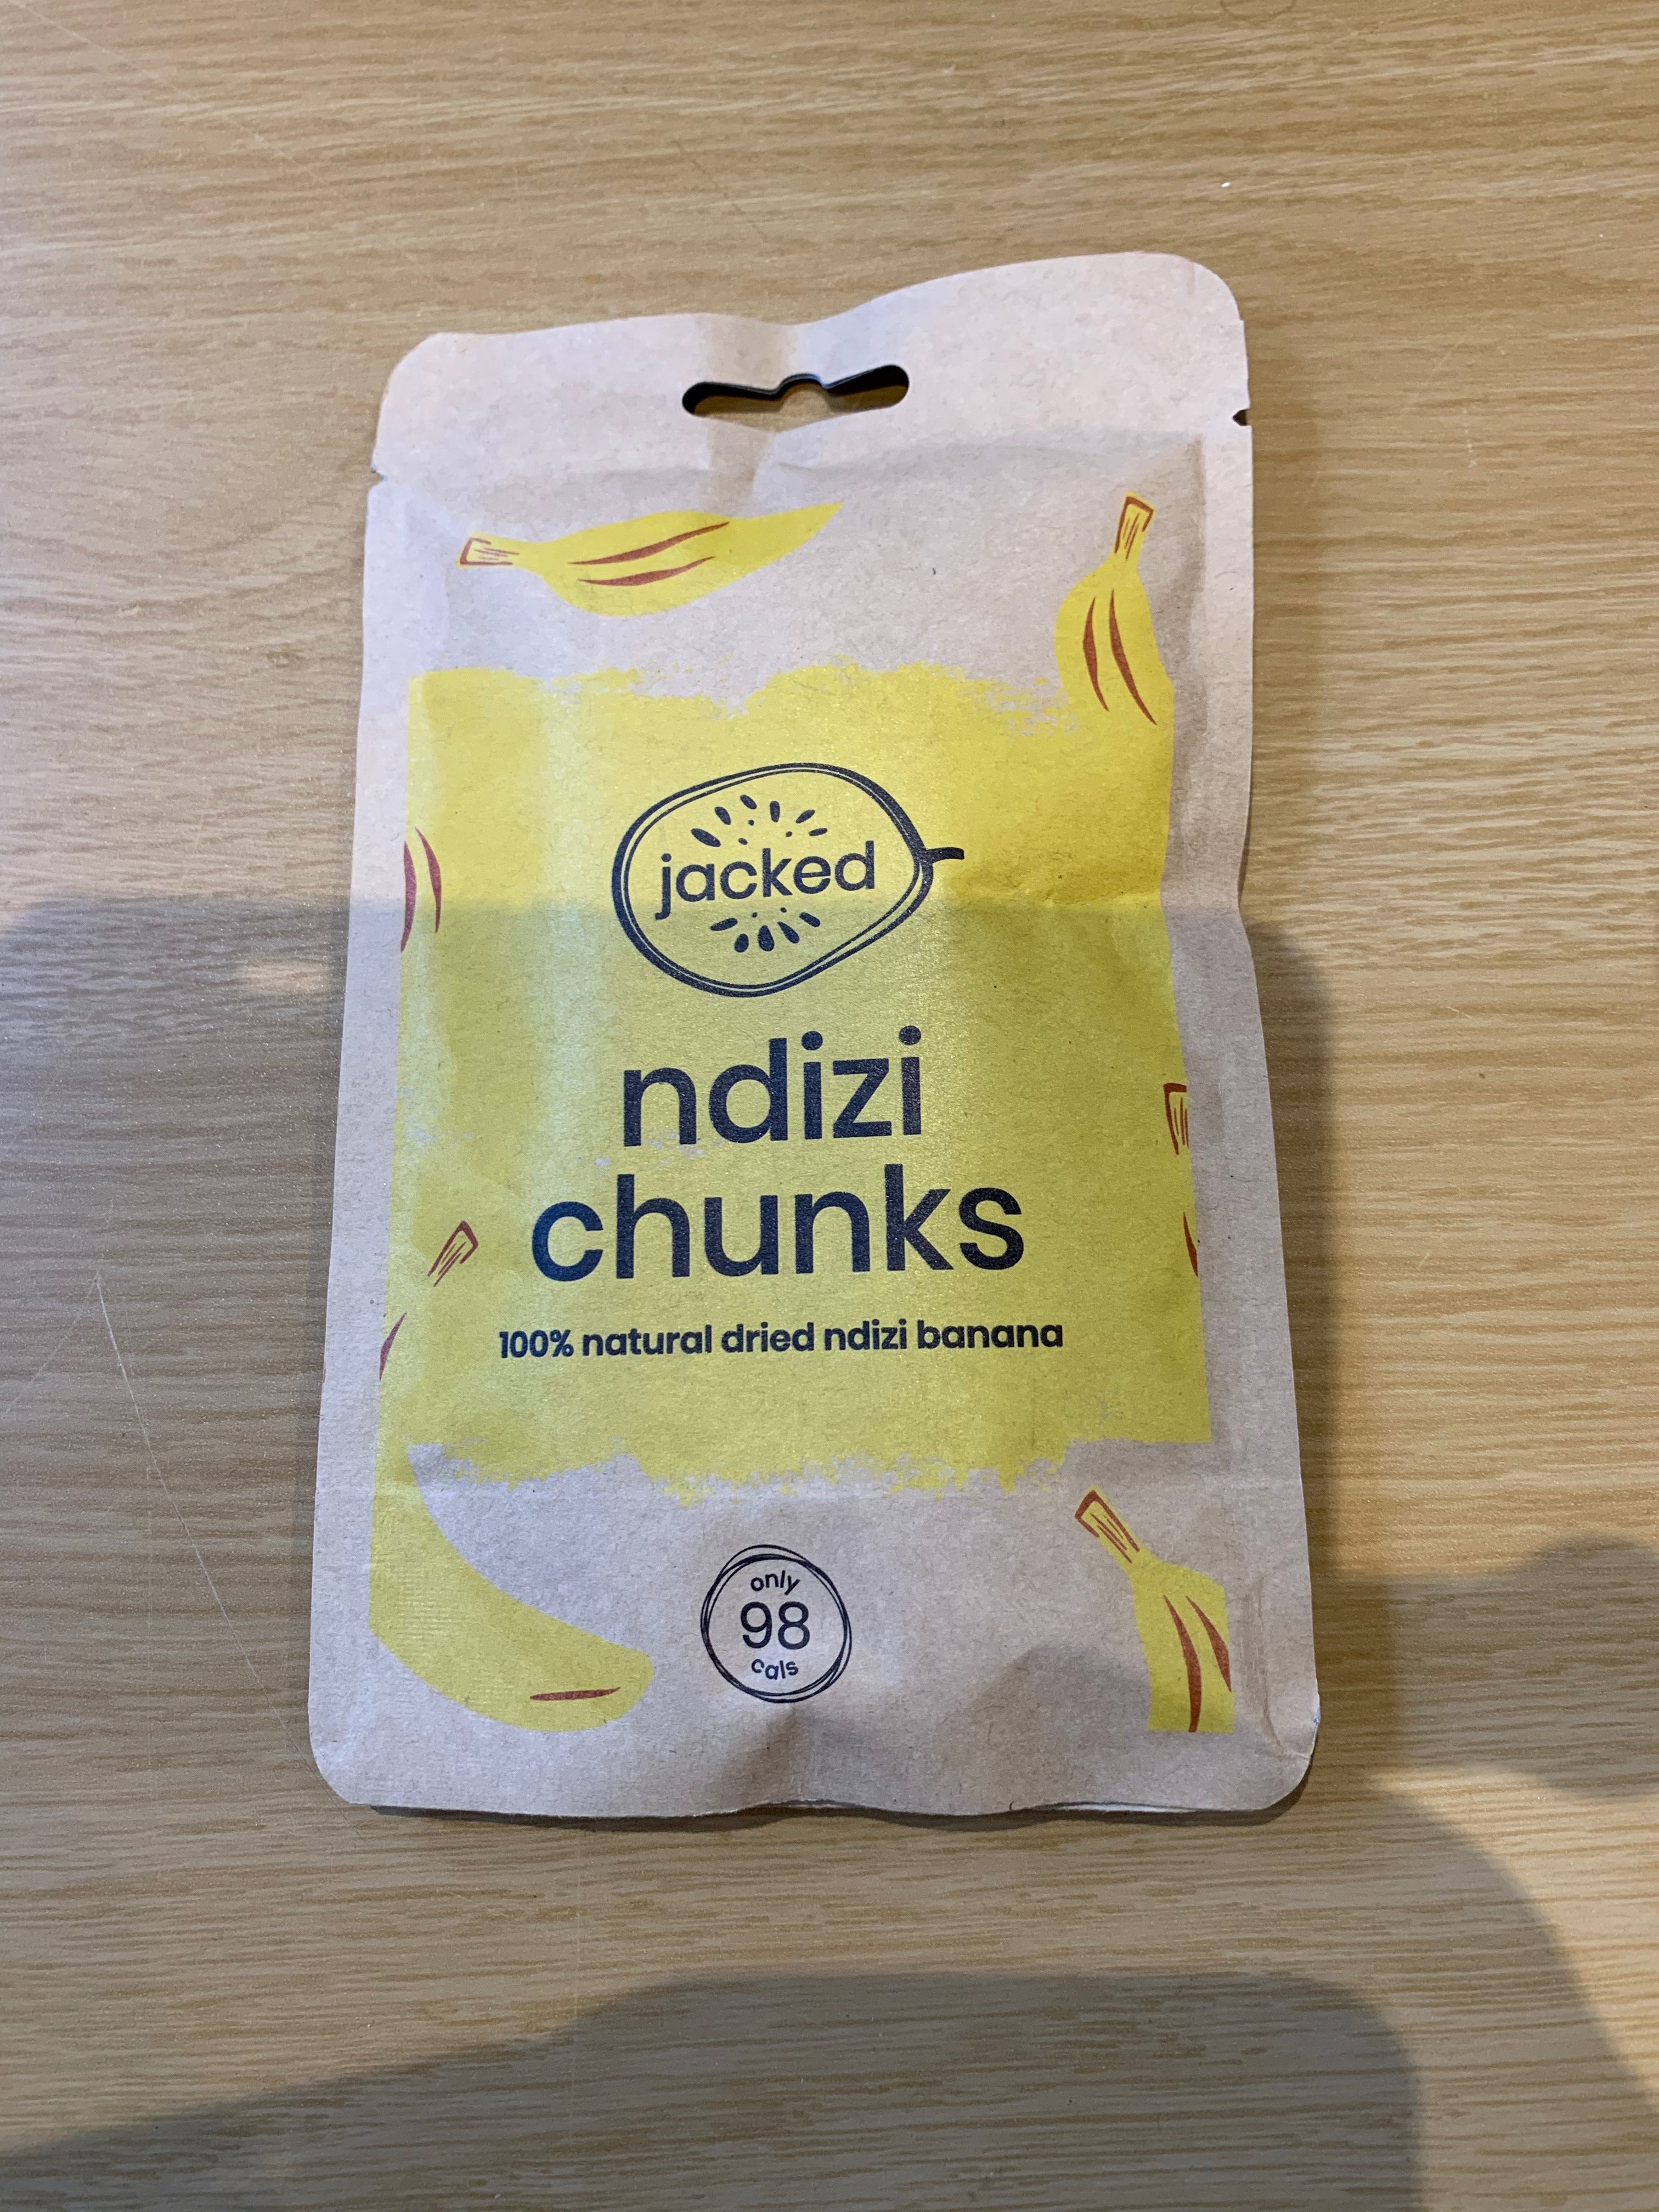 jacked
ndizi
chunks
100% natural dried ndizi banana
only
98
cals